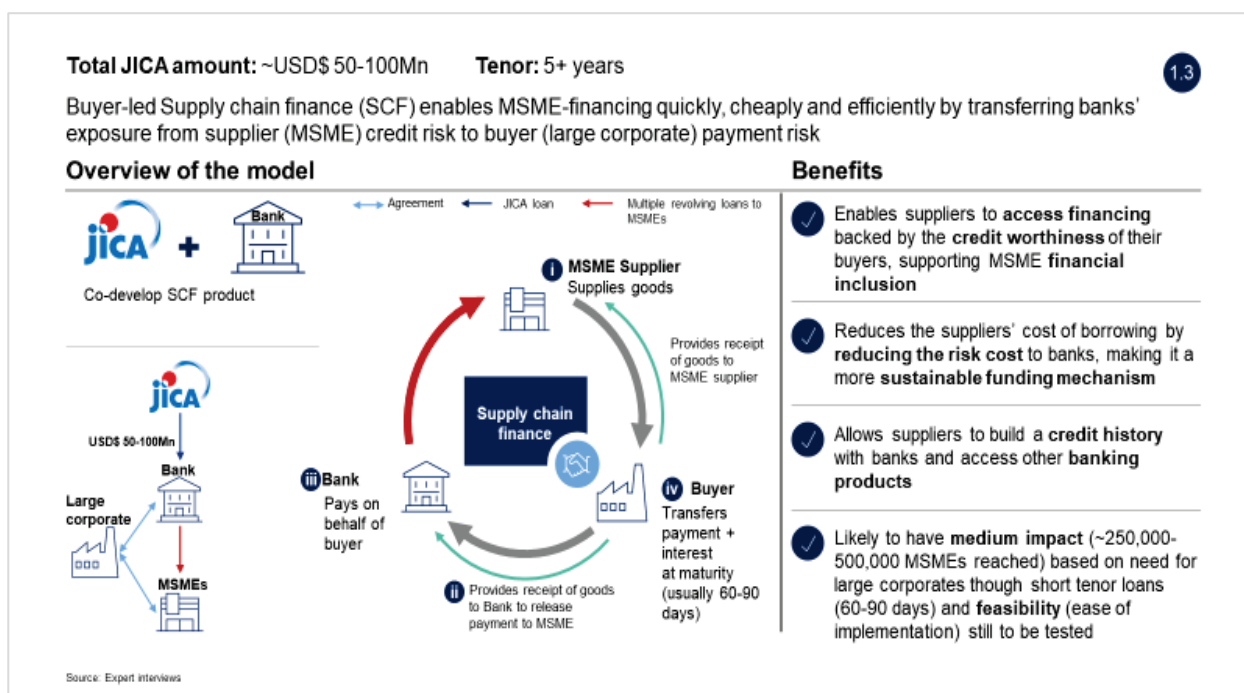 Total JICA amount: ~USD$ 50-100Mn Tenor: 5+ years
1.3
Buyer-led Supply chain finance (SCF) enables MSME-financing quickly, cheaply and efficiently by transferring banks'
exposure from supplier (MSME) credit risk to buyer (large corporate) payment risk
Overview of the model
jICA
+
Bank
Co-develop SCF product
jICA
USD$ 50-100Mn
Bank
Large
corporate
MSMEs
Agreement
JICA loan
Multiple revolving loans to
MSMEs
i MSME Supplier
Supplies goods
Provides receipt
of goods to
MSME supplier
Supply chain
finance
iii Bank
Pays on
behalf of
buyer
iv Buyer
Transfers
payment +
interest
at maturity
(usually 60-90
days)
ii Provides receipt of goods
to Bank to release
payment to MSME
Benefits
Enables suppliers to access financing
backed by the credit worthiness of their
buyers, supporting MSME financial
inclusion
Reduces the suppliers' cost of borrowing by
reducing the risk cost to banks, making it a
more sustainable funding mechanism
Allows suppliers to build a credit history
with banks and access other banking
products
Likely to have medium impact (~250,000-
500,000 MSMEs reached) based on need for
large corporates though short tenor loans
(60-90 days) and feasibility (ease of
implementation) still to be tested
Source: Expert interviews